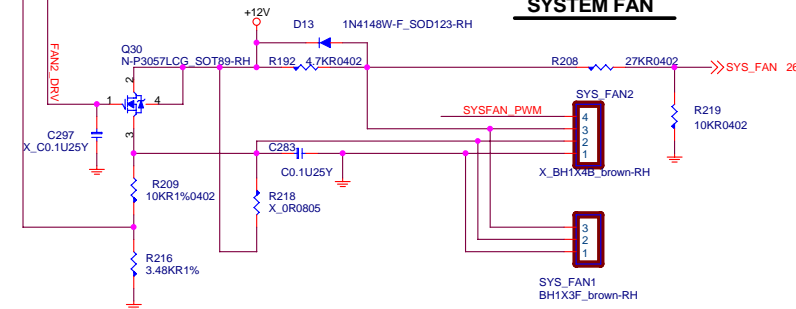 SYSTEM FAN
+12V
D13 1N4148W-F_SOD123-RH
Q30
N-P3057LCG_SOT89-RH
R192 4.7KR0402
R208 27KR0402
SYS_FAN 26
FAN2_DRV
2
1
4
3
C297
X_C0.1U25Y
SYSFAN_PWM
SYS_FAN2
4
3
2
1
X_BH1X4B_brown-RH
R219
10KR0402
C283
C0.1U25Y
R209
10KR1%0402
R218
X_0R0805
R216
3.48KR1%
3
2
1
SYS_FAN1
BH1X3F_brown-RH